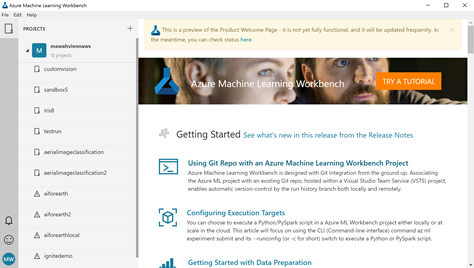 Azure Machine Learning Workbench
File Edit Help
PROJECTS
mawahviennaws
10 projects
customvision
sandbox5
iris8
testrun
aerialimageclassification
aerialimageclassification2
aiforearth
aiforearth2
aiforearthlocal
ignitedemo
MW
M
This is a preview of the Product Welcome Page - it is not yet fully functional, and it will be updated frequently. In
the meantime, you can check status here.
Azure Machine Learning Workbench
TRY A TUTORIAL
Getting Started See what's new in this release from the Release Notes
Using Git Repo with an Azure Machine Learning Workbench Project
Azure Machine Learning Workbench is designed with Git integration from the ground up. Associating
the Azure ML project with an existing Git repo, hosted within a Visual Studio Team Service (VSTS) project,
enables automatic version-control by the run history branch both locally and remotely.
Configuring Execution Targets
You can choose to execute Python/PySpark script in a Azure ML Workbench project either locally or at
scale in the cloud. This article will focus on using the CLI (Command-line interface) command az ml
experiment submit and its --runconfig (or -c for short) switch to execute a Python or PySpark script.
Getting Started with Data Preparation